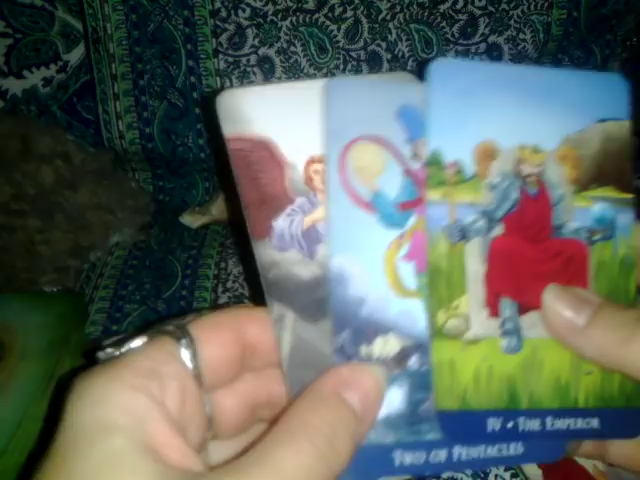 IV • THE EMPEROR
TWO OF PENTACLES